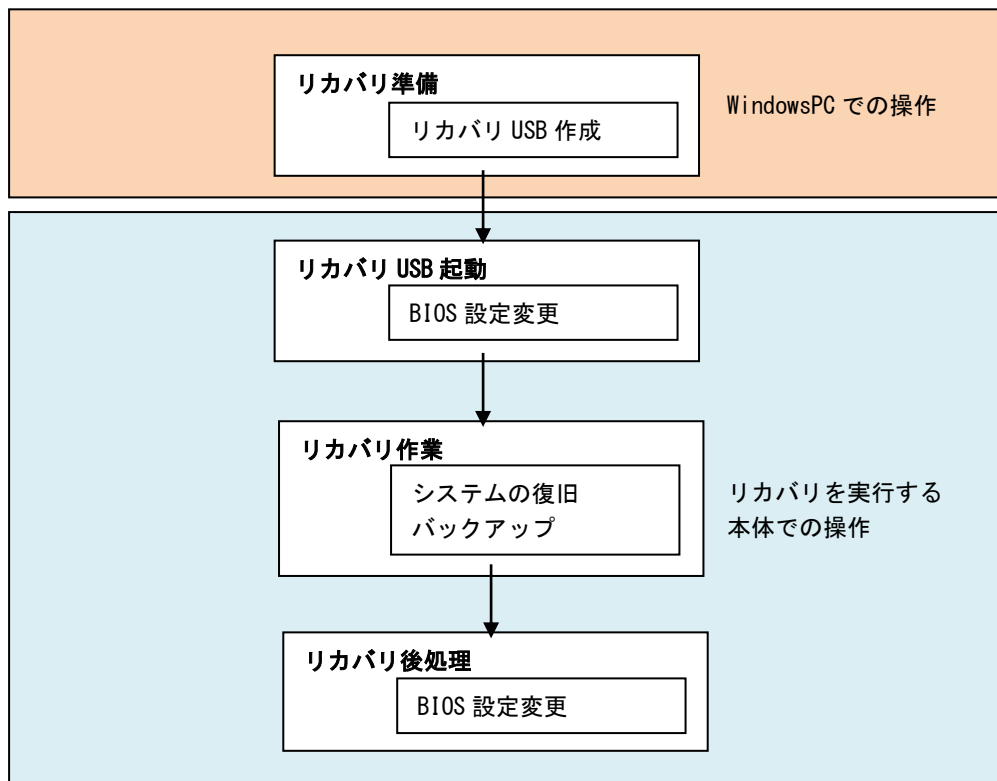 リカバリ準備
リカバリ USB 作成
WindowsPC での操作
リカバリ USB 起動
BIOS 設定変更
リカバリ作業
システムの復旧
バックアップ
リカバリを実行する
本体での操作
リカバリ後処理
BIOS 設定変更